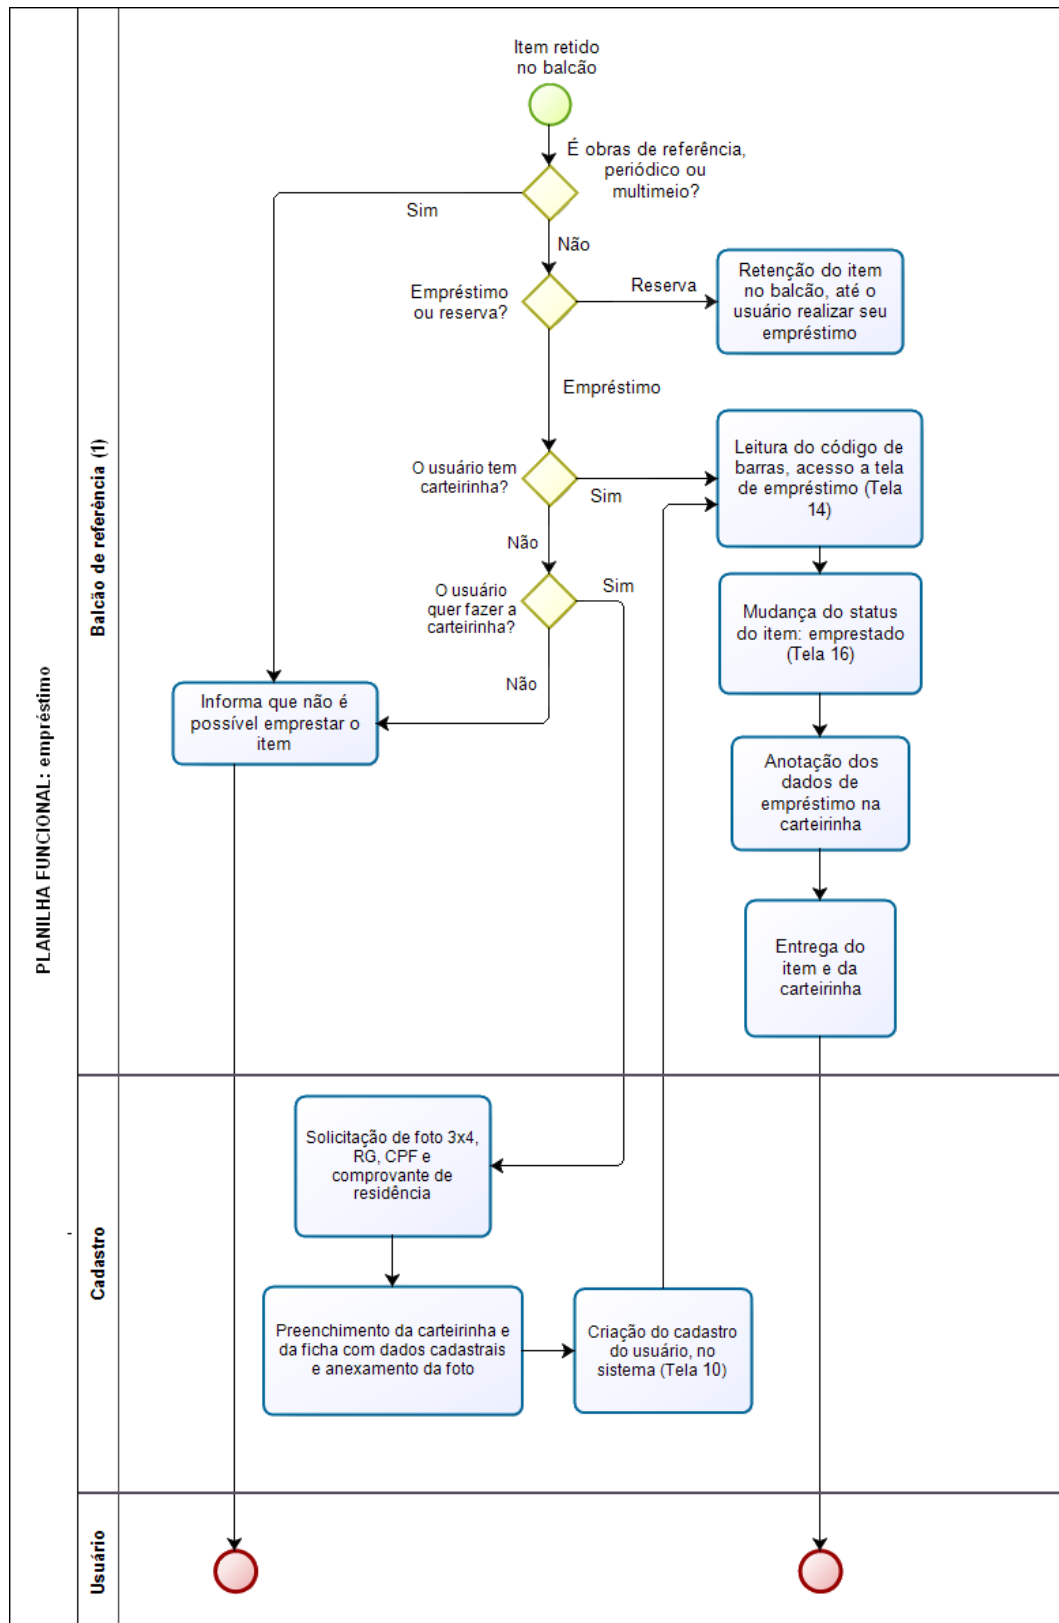 PLANILHA FUNCIONAL: empréstimo
Balcão de referência (1)
Item retido
no balcão
É obras de referência,
periódico ou
multimeio?
Sim
Não
Empréstimo
ou reserva?
Reserva
Retenção do item
no balcão, até o
usuário realizar seu
empréstimo
Empréstimo
O usuário tem
carteirinha?
Sim
Leitura do código de
barras, acesso a tela
de empréstimo (Tela
14)
Não
O usuário
quer fazer a
carteirinha?
Sim
Não
Mudança do status
do item: emprestado
(Tela 16)
Informa que não é
possível emprestar o
item
Anotação dos
dados de
empréstimo na
carteirinha
Entrega do
item e da
carteirinha
Cadastro
Solicitação de foto 3x4,
RG, CPF e
comprovante de
residência
Preenchimento da carteirinha e
da ficha com dados cadastrais
e anexamento da foto
Criação do cadastro
do usuário, no
sistema (Tela 10)
Usuário